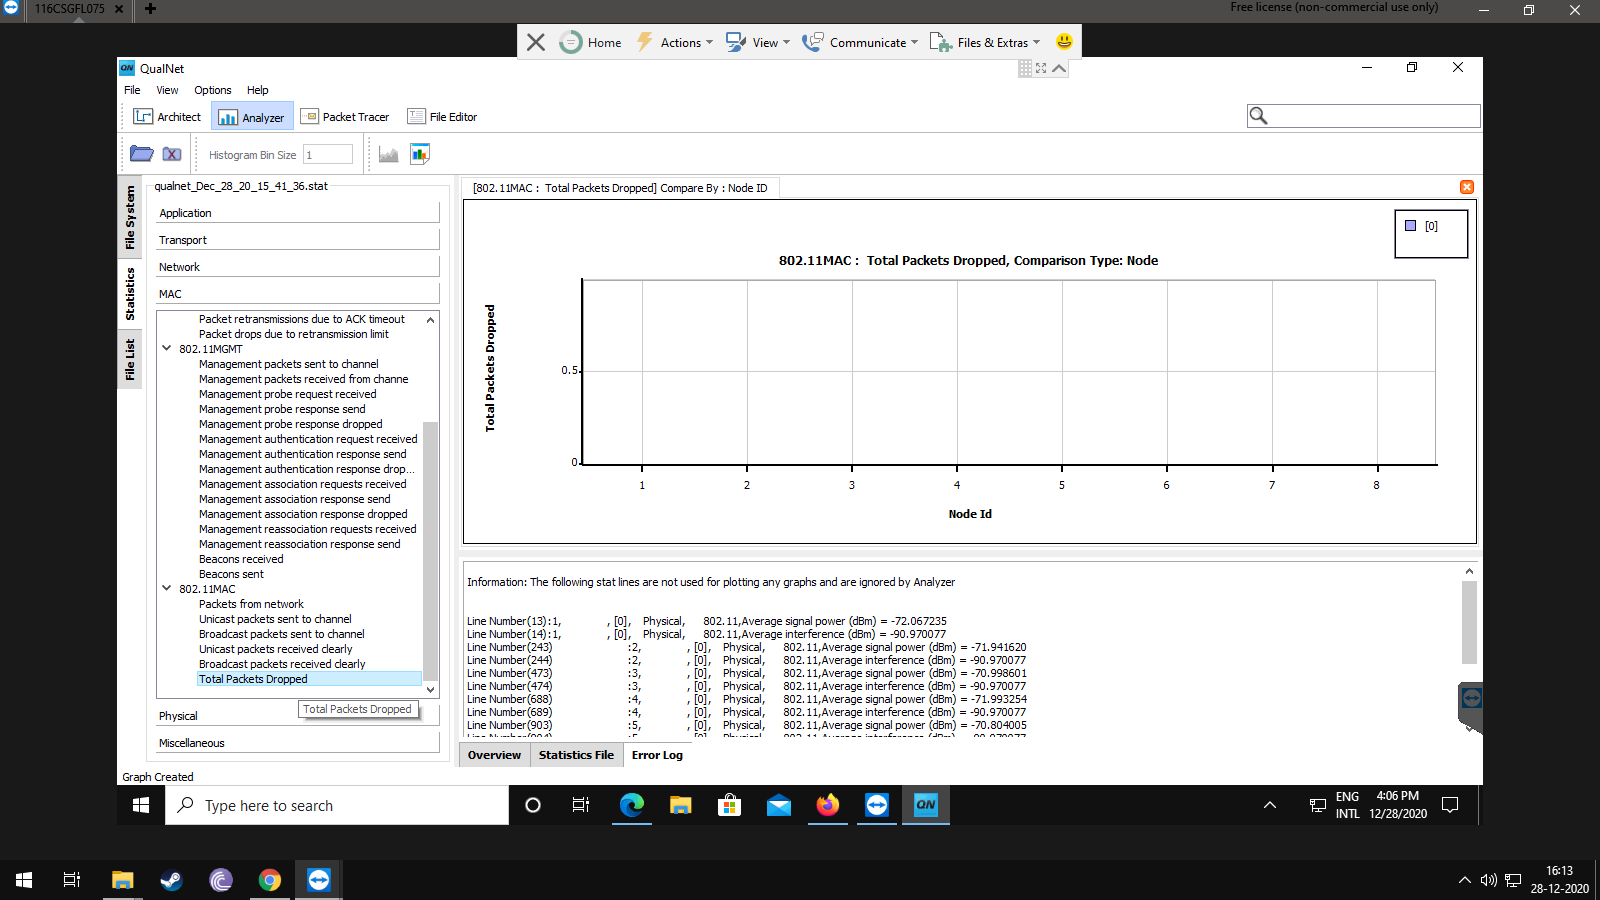 116CSGFL075
Free license (non-commercial use only)
Home
Actions
View
Communicate
Files & Extras
QN QualNet
File View Options Help
Architect
Analyzer
Packet Tracer
File Editor
Histogram Bin Size 1
File System
Statistics
File List
qualnet_Dec_28_20_15_41_36.stat
Application
Transport
Network
MAC
Packet retransmissions due to ACK timeout
Packet drops due to retransmission limit
802.11MGMT
Management packets sent to channel
Management packets received from channe
Management probe request received
Management probe response send
Management probe response dropped
Management authentication request received
Management authentication response send
Management authentication response drop...
Management association requests received
Management association response send
Management association response dropped
Management reassociation requests received
Management reassociation response send
Beacons received
Beacons sent
802.11MAC
Packets from network
Unicast packets sent to channel
Broadcast packets sent to channel
Unicast packets received clearly
Broadcast packets received clearly
Total Packets Dropped
Total Packets Dropped
Physical
Miscellaneous
Graph Created
[802.11MAC : Total Packets Dropped] Compare By : Node ID
[0]
802.11MAC : Total Packets Dropped, Comparison Type: Node
Total Packets Dropped
0.5
0
1 2 3 4 5 6 7 8
Node Id
Information: The following stat lines are not used for plotting any graphs and are ignored by Analyzer
Line Number(13):1, , [0], Physical, 802.11,Average signal power (dBm) = -72.067235
Line Number(14):1, , [0], Physical, 802.11,Average interference (dBm) = -90.970077
Line Number(243) :2, , [0], Physical, 802.11,Average signal power (dBm) = -71.941620
Line Number(244) :2, , [0], Physical, 802.11,Average interference (dBm) = -90.970077
Line Number(473) :3, , [0], Physical, 802.11,Average signal power (dBm) = -70.998601
Line Number(474) :3, , [0], Physical, 802.11,Average interference (dBm) = -90.970077
Line Number(688) :4, , [0], Physical, 802.11,Average signal power (dBm) = -71.993254
Line Number(689) :4, , [0], Physical, 802.11,Average interference (dBm) = -90.970077
Line Number(903) :5, , [0], Physical, 802.11,Average signal power (dBm) = -70.804005
Overview
Statistics File
Error Log
Type here to search
QN
ENG
INTL
4:06 PM
12/28/2020
16:13
28-12-2020